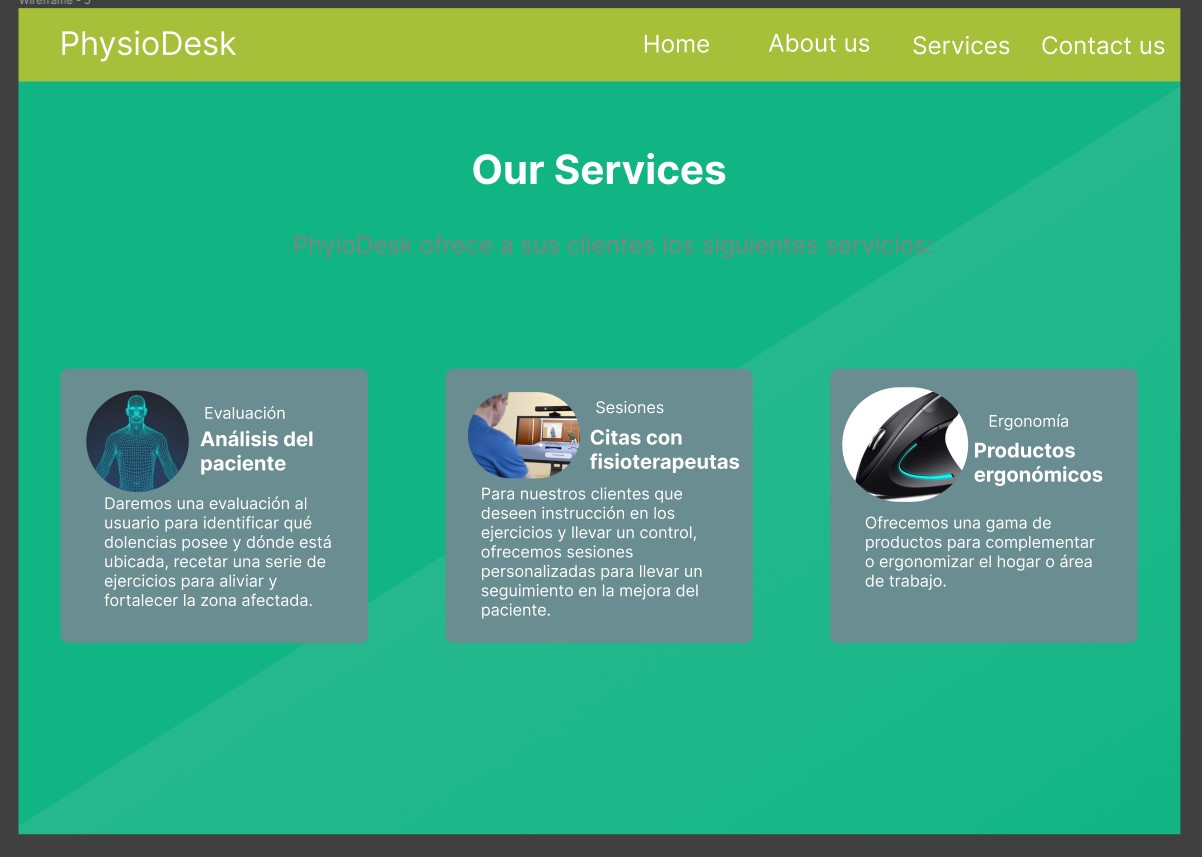 Wireframe - 3
PhysioDesk
Home
About us
Services
Contact us
Our Services
PhyioDesk ofrece a sus clientes los siguientes servicios:
Evaluación
Análisis del
paciente
Daremos una evaluación al
usuario para identificar qué
dolencias posee y dónde está
ubicada, recetar una serie de
ejercicios para aliviar y
fortalecer la zona afectada.
Sesiones
Citas con
fisioterapeutas
Para nuestros clientes que
deseen instrucción en los
ejercicios y llevar un control,
ofrecemos sesiones
personalizadas para llevar un
seguimiento en la mejora del
paciente.
Ergonomía
Productos
ergonómicos
Ofrecemos una gama de
productos para complementar
o ergonomizar el hogar o área
de trabajo.